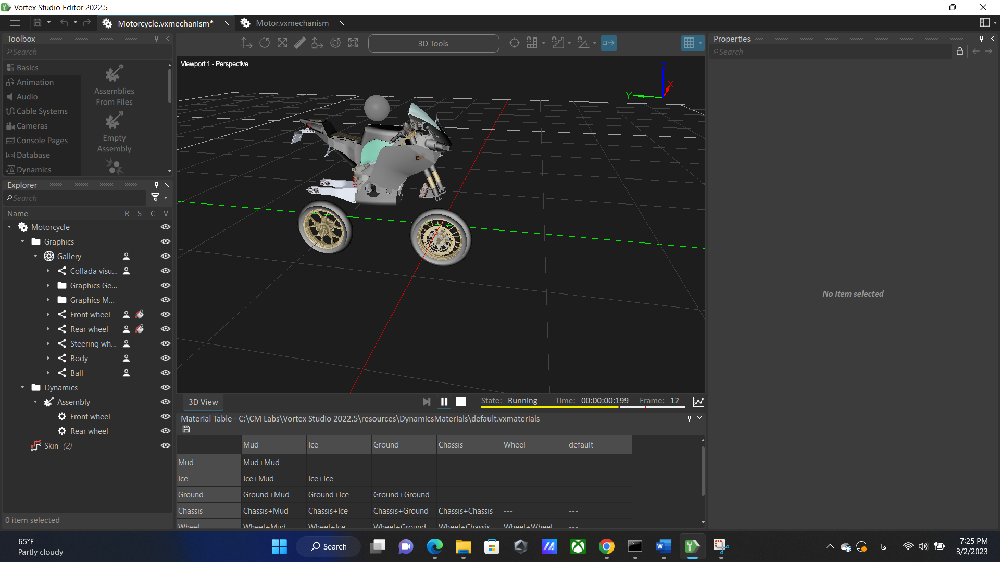 Vortex Studio Editor 2022.5
Motorcycle.vxmechanism*
Motor.vxmechanism
Toolbox
Search
Basics
Animation
Audio
Cable Systems
Cameras
Console Pages
Database
Dynamics
Assemblies
From Files
Empty
Assembly
Explorer
Search
Name R S C V
Motorcycle
Graphics
Gallery
Collada visu...
Graphics Ge...
Graphics M...
Front wheel
Rear wheel
Steering wh...
Body
Ball
Dynamics
Assembly
Front wheel
Rear wheel
Skin (2)
0 item selected
3D Tools
Viewport 1 - Perspective
Z
X
Y
3D View
State: Running Time: 00:00:00:199 Frame: 12
Material Table - C:\CM Labs\Vortex Studio 2022.5\resources\DynamicsMaterials\default.vxmaterials
Mud Ice Ground Chassis Wheel default
Mud Mud+Mud --- --- --- --- ---
Ice Ice+Mud Ice+Ice --- --- --- ---
Ground Ground+Mud Ground+Ice Ground+Ground --- --- ---
Chassis Chassis+Mud Chassis+Ice Chassis+Ground Chassis+Chassis --- ---
Wheel Wheel+Mud Wheel+Ice Wheel+Ground Wheel+Chassis Wheel+Wheel ---
Properties
Search
No item selected
65°F
Partly cloudy
Search
فا
7:25 PM
3/2/2023